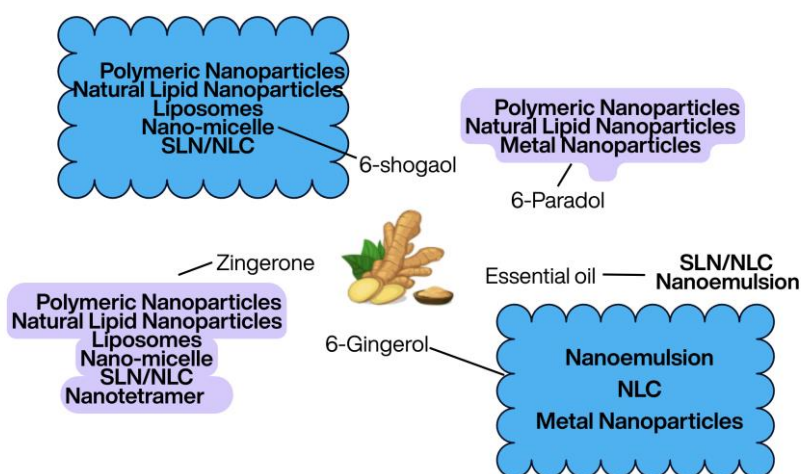 Polymeric Nanoparticles
Natural Lipid Nanoparticles
Liposomes
Nano-micelle
SLN/NLC
6-shogaol
Polymeric Nanoparticles
Natural Lipid Nanoparticles
Metal Nanoparticles
6-Paradol
Zingerone
Polymeric Nanoparticles
Natural Lipid Nanoparticles
Liposomes
Nano-micelle
SLN/NLC
Nanotetramer
Essential oil
SLN/NLC
Nanoemulsion
6-Gingerol
Nanoemulsion
NLC
Metal Nanoparticles